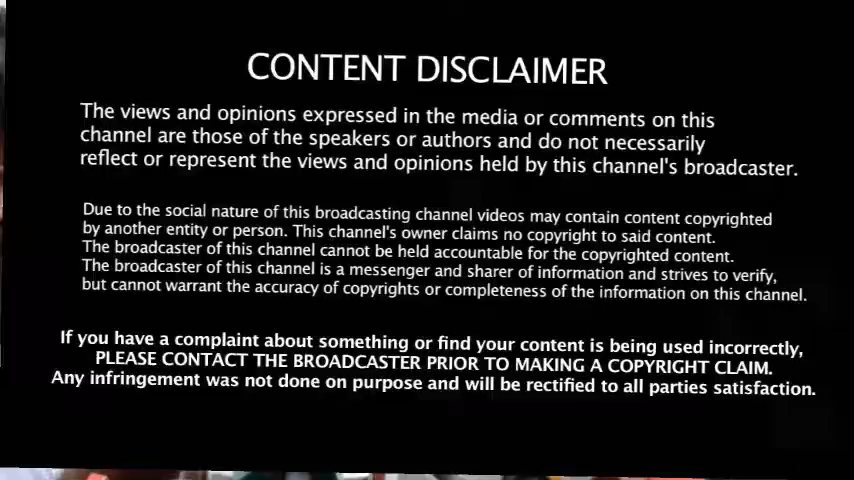 CONTENT DISCLAIMER
The views and opinions expressed in the media or comments on this
channel are those of the speakers or authors and do not necessarily
reflect or represent the views and opinions held by this channel's broadcaster.
Due to the social nature of this broadcasting channel videos may contain content copyrighted
by another entity or person. This channel's owner claims no copyright to said content.
The broadcaster of this channel cannot be held accountable for the copyrighted content.
The broadcaster of this channel is a messenger and sharer of information and strives to verify,
but cannot warrant the accuracy of copyrights or completeness of the information on this channel.
If you have a complaint about something or find your content is being used incorrectly,
PLEASE CONTACT THE BROADCASTER PRIOR TO MAKING A COPYRIGHT CLAIM.
Any infringement was not done on purpose and will be rectified to all parties satisfaction.